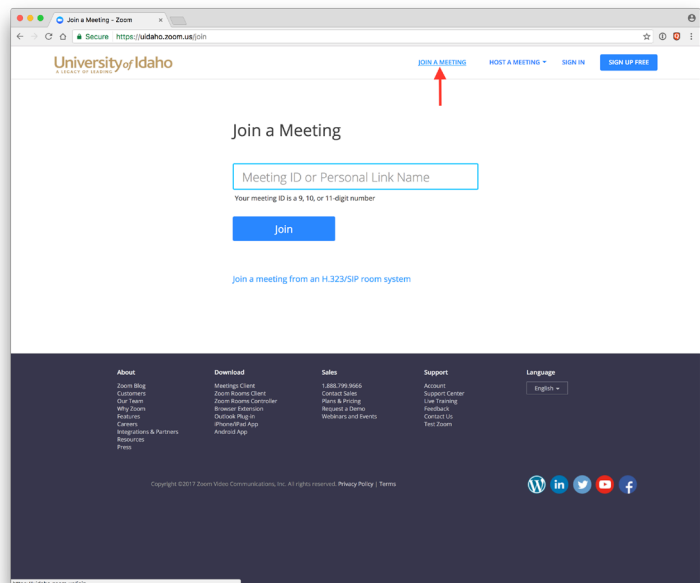 Join a Meeting - Zoom
Secure https://uidaho.zoom.us/join
University of Idaho
A LEGACY OF LEADING
JOIN A MEETING HOST A MEETING SIGN IN SIGN UP FREE
Join a Meeting
Meeting ID or Personal Link Name
Your meeting ID is a 9, 10, or 11-digit number
Join
Join a meeting from an H.323/SIP room system
About
Zoom Blog
Customers
Our Team
Why Zoom
Features
Careers
Integrations & Partners
Resources
Press
Download
Meetings Client
Zoom Rooms Client
Zoom Rooms Controller
Browser Extension
Outlook Plug-in
iPhone/iPad App
Android App
Sales
1.888.799.9666
Contact Sales
Plans & Pricing
Request a Demo
Webinars and Events
Support
Account
Support Center
Live Training
Feedback
Contact Us
Test Zoom
Language
English
Copyright ©2017 Zoom Video Communications, Inc. All rights reserved. Privacy Policy | Terms